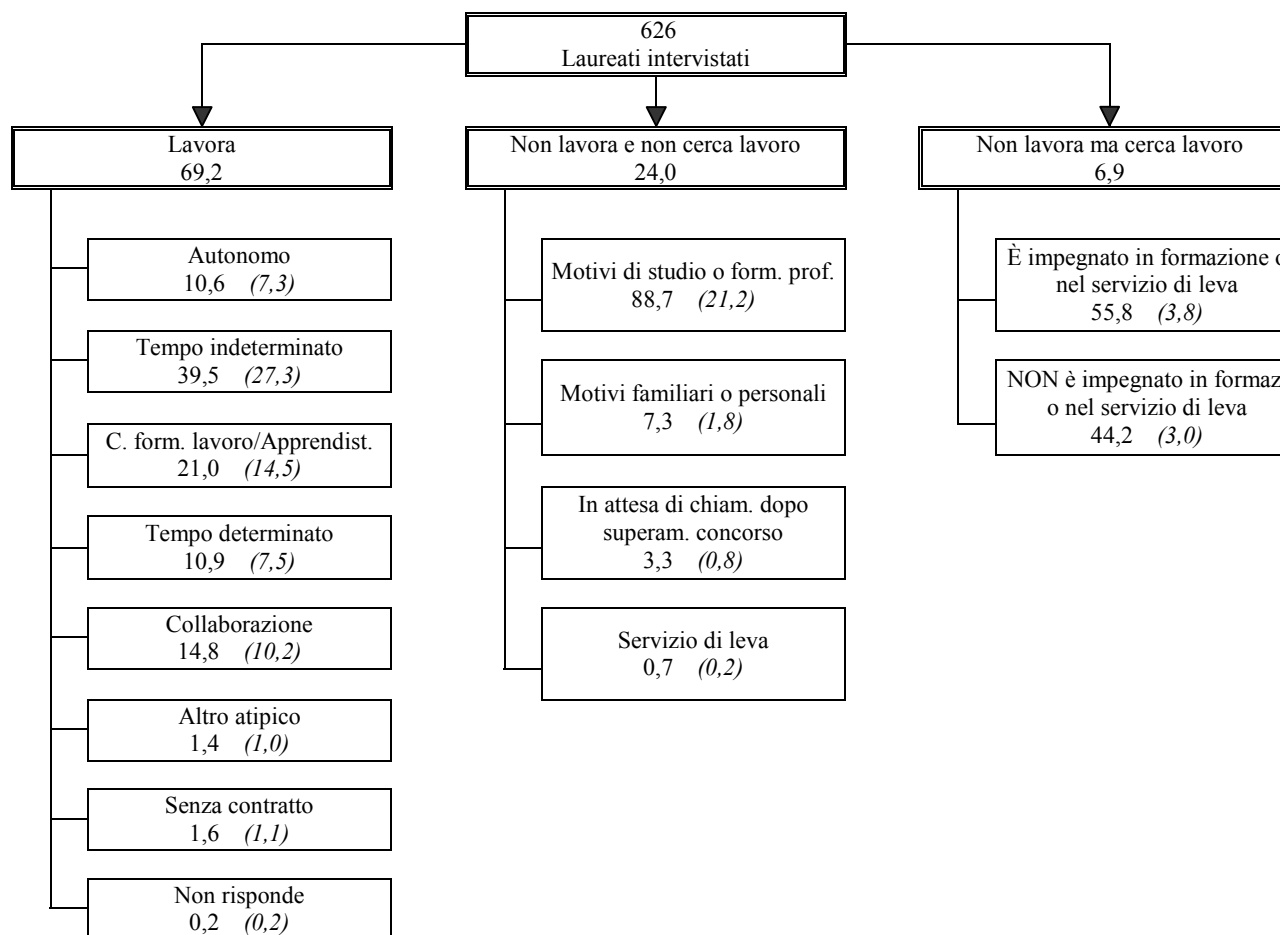 626
Laureati intervistati
Lavora
69,2
Autonomo
10,6 (7,3)
Tempo indeterminato
39,5 (27,3)
C. form. lavoro/Apprendist.
21,0 (14,5)
Tempo determinato
10,9 (7,5)
Collaborazione
14,8 (10,2)
Altro atipico
1,4 (1,0)
Senza contratto
1,6 (1,1)
Non risponde
0,2 (0,2)
Non lavora e non cerca lavoro
24,0
Motivi di studio o form. prof.
88,7 (21,2)
Motivi familiari o personali
7,3 (1,8)
In attesa di chiam. dopo
superam. concorso
3,3 (0,8)
Servizio di leva
0,7 (0,2)
Non lavora ma cerca lavoro
6,9
È impegnato in formazione
nel servizio di leva
55,8 (3,8)
NON è impegnato in
o nel servizio di leva
44,2 (3,0)